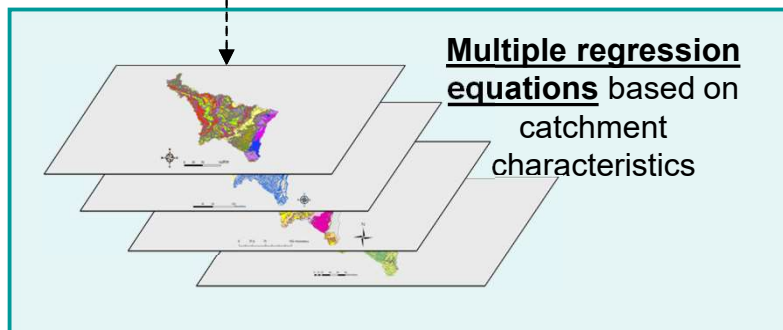 Multiple regression
equations based on
catchment
characteristics